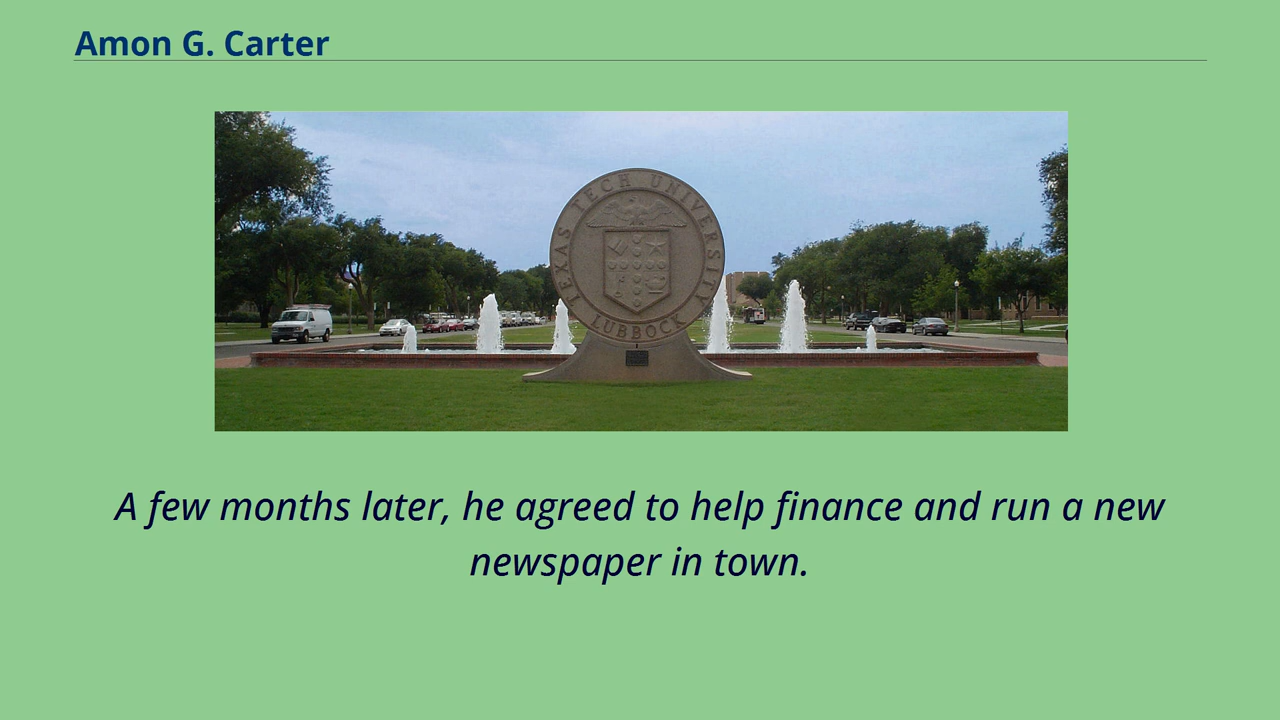 Amon G. Carter
TEXAS TECH UNIVERSITY
LUBBOCK
A few months later, he agreed to help finance and run a new
newspaper in town.